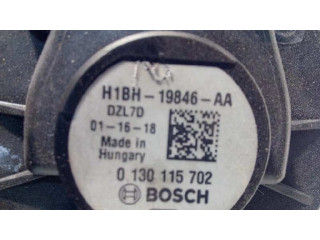 H1BH-19846-AA
DZL7D
01-16-18
Made in
Hungary
0 130 115 702
BOSCH